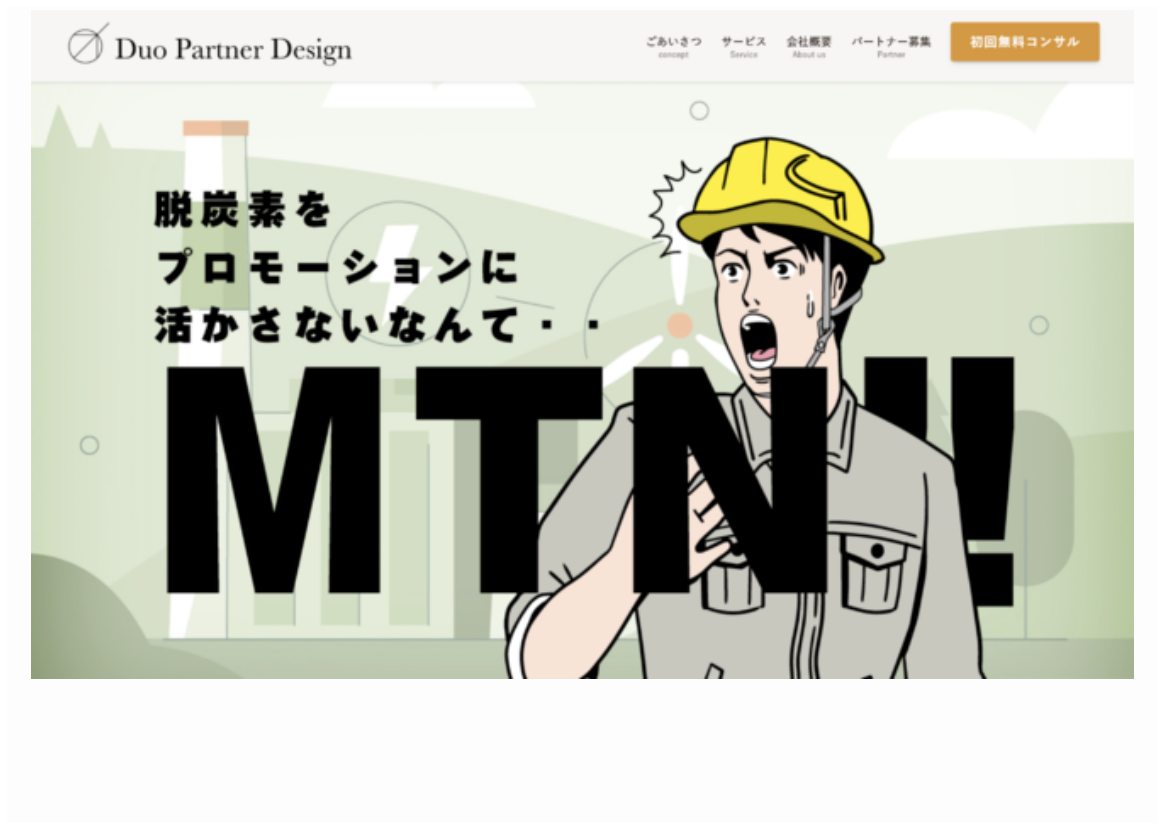 Duo Partner Design
ごあいさつ サービス 会社概要 パートナー募集 初回無料コンサル
concept Service About us Partner
脱炭素を
プロモーションに
活かさないなんて・・
MTN!!